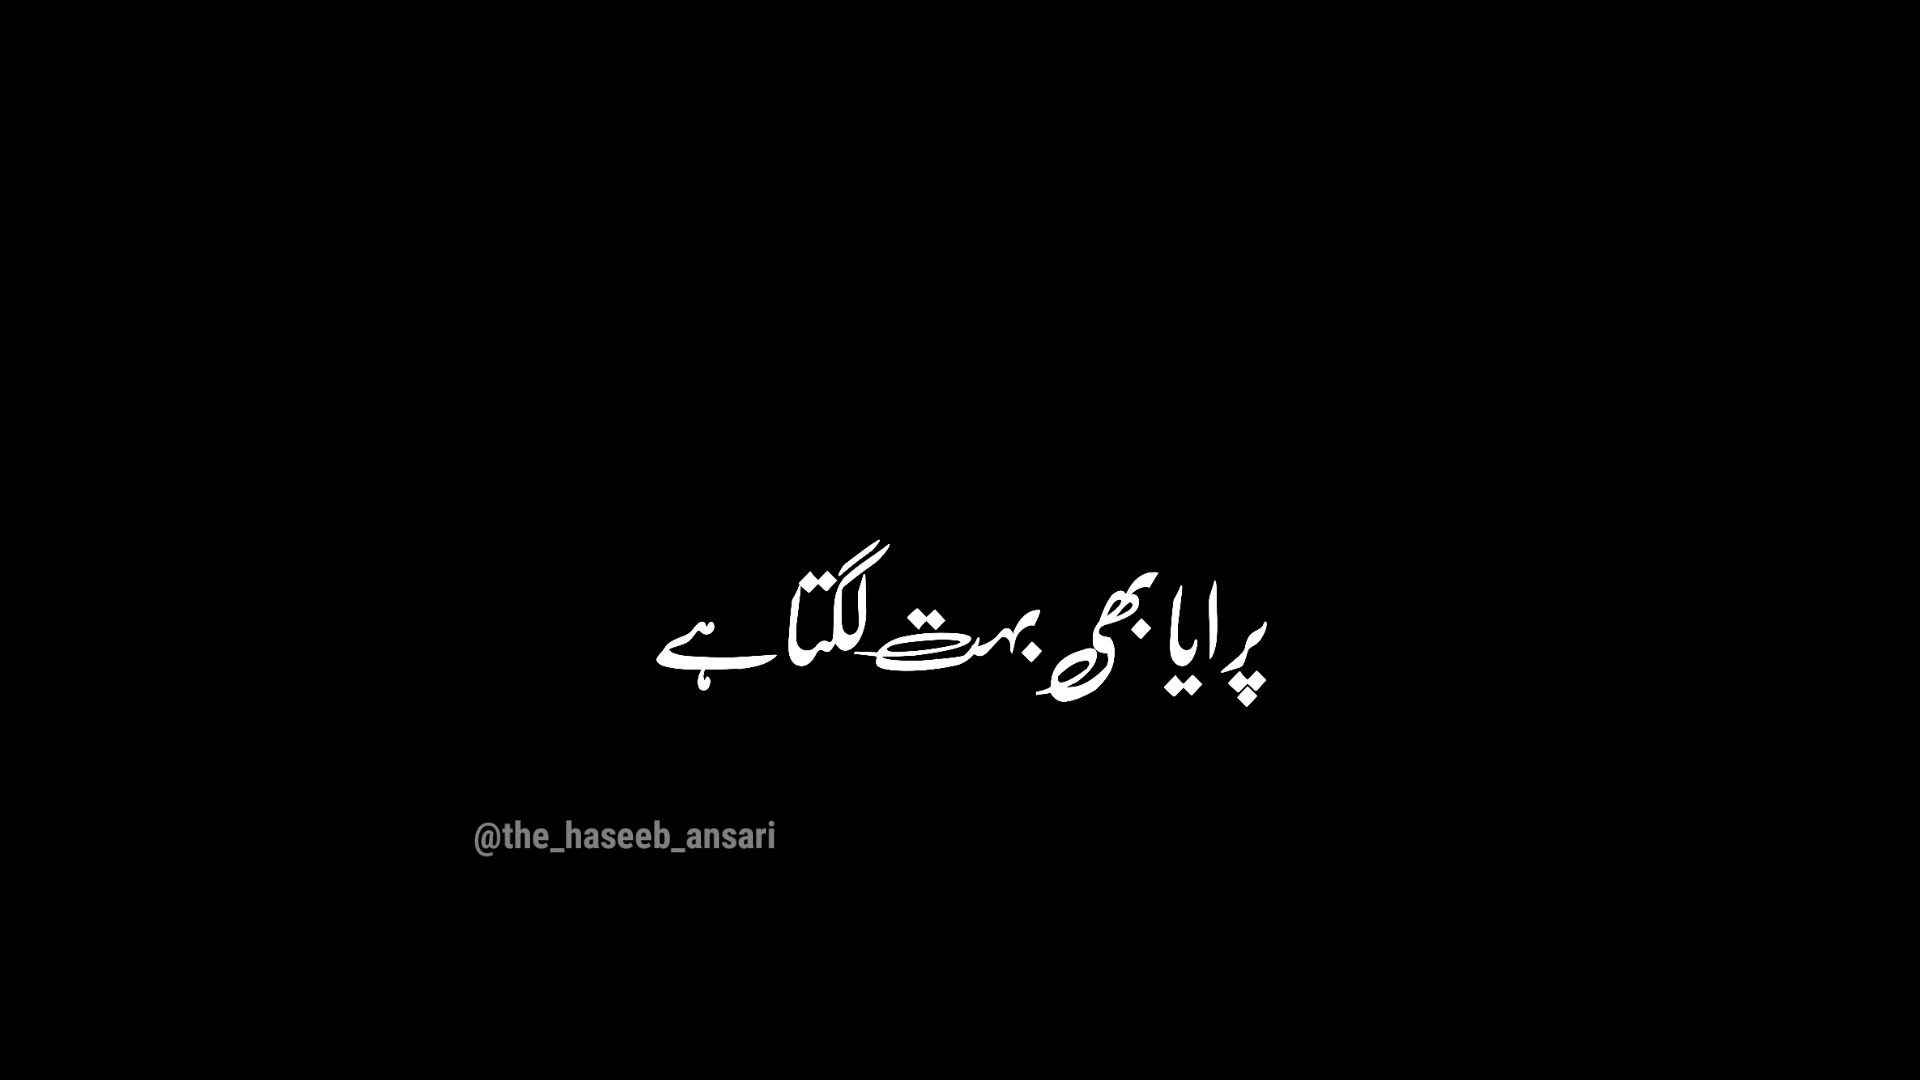 پرایا بھی بہت لگتا ہے
@the_haseeb_ansari